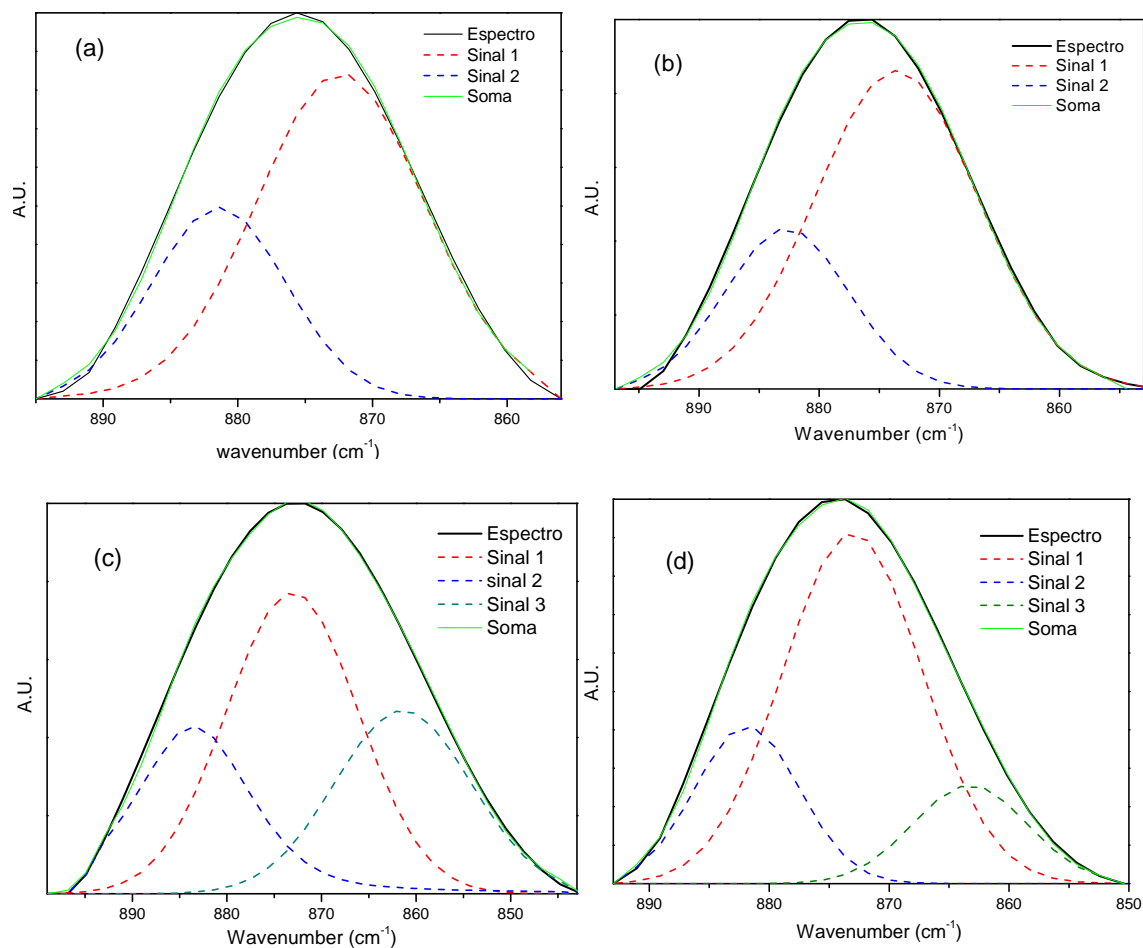 (a)
Espectro
Sinal 1
Sinal 2
Soma
A.U.
890 880 870 860
wavenumber (cm⁻¹)
(b)
Espectro
Sinal 1
Sinal 2
Soma
A.U.
890 880 870 860
Wavenumber (cm⁻¹)
(c)
Espectro
Sinal 1
sinal 2
Sinal 3
Soma
A.U.
890 880 870 860 850
Wavenumber (cm⁻¹)
(d)
Espectro
Sinal 1
Sinal 2
Sinal 3
Soma
A.U.
890 880 870 860 850
Wavenumber (cm⁻¹)